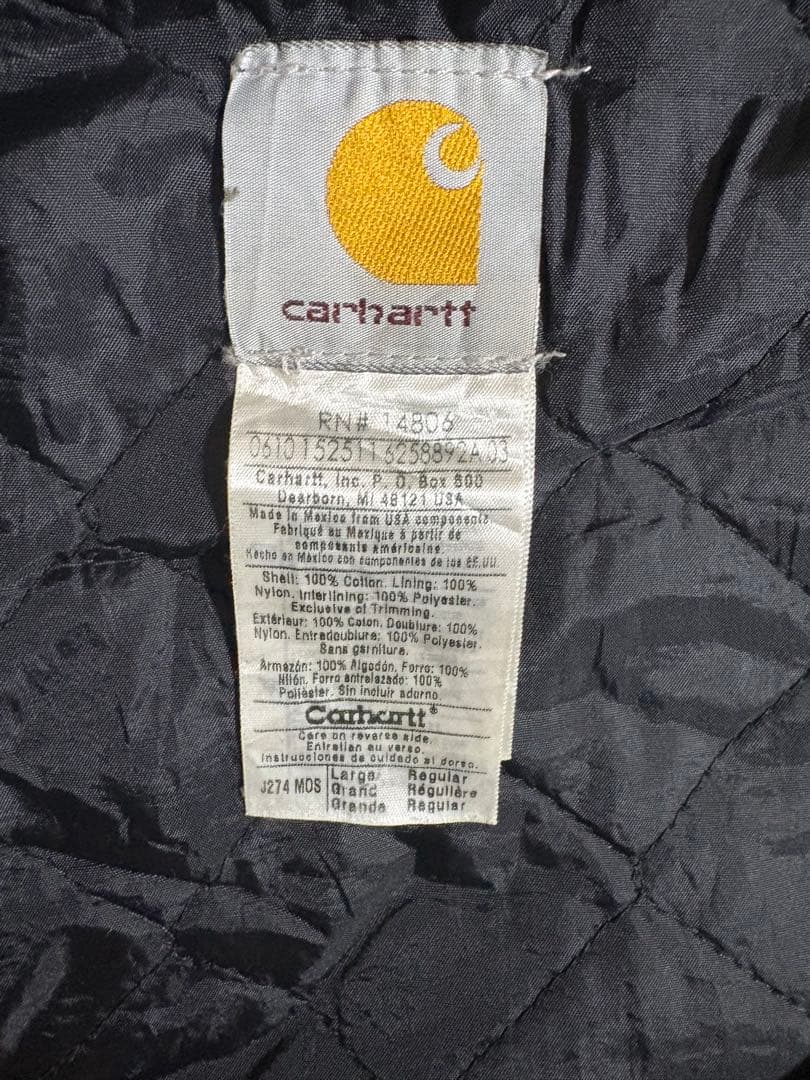 carhartt
RN# 14806
0610 152511 6258892A 03
Carhartt, Inc. P. O. Box 600
Dearborn, MI 48121 USA
Made in Mexico from USA components
Fabriqué au Mexique à partir de
composants américains
Hecho en México con componentes de los EE.UU.
Shell: 100% Cotton. Lining: 100%
Nylon. Interlining: 100% Polyester.
Exclusive of Trimming.
Extérieur: 100% Coton. Doublure: 100%
Nylon. Entredoublure: 100% Polyester.
Sans garniture.
Armazón: 100% Algodón. Forro: 100%
Nilón. Forro entrelazado: 100%
Poliéster. Sin incluir adorno.
Carhartt®
Care on reverse side.
Entretien au verso.
Instrucciones de cuidado al dorso.
J274 MOS Large Regular
Grand Régulière
Grande Regular